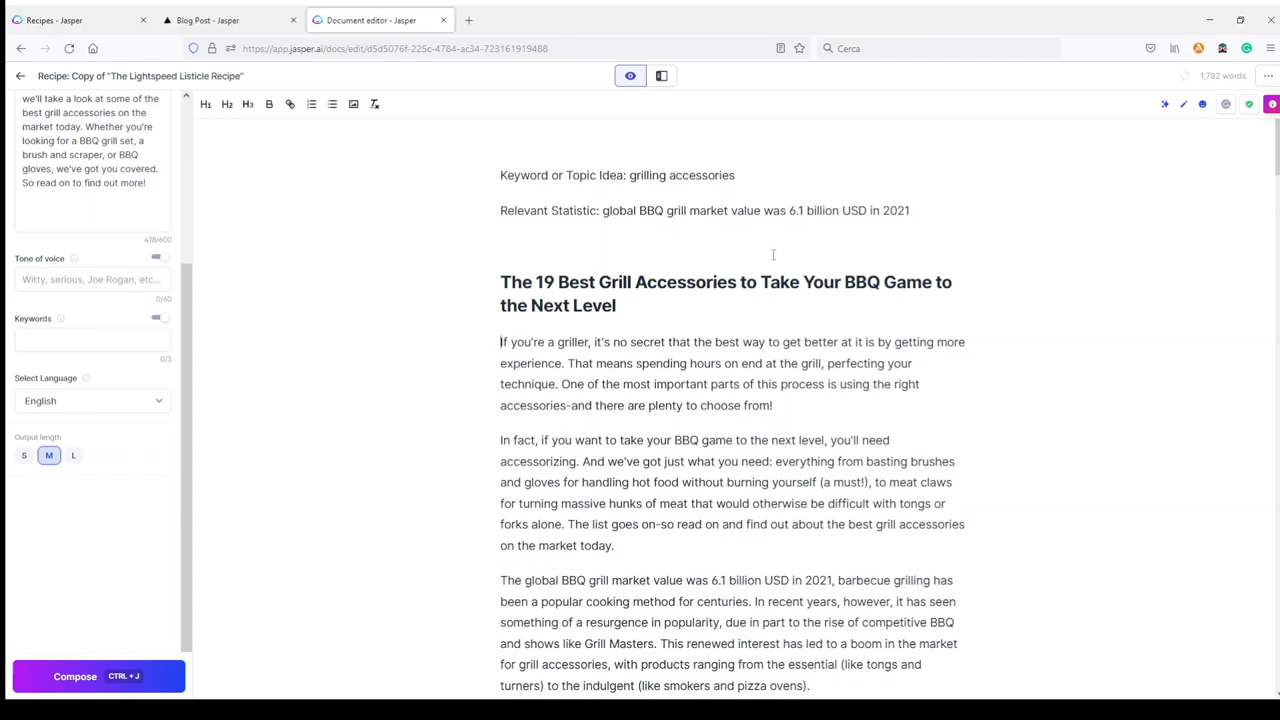 Recipes - Jasper
Blog Post - Jasper
Document editor - Jasper
https://app.jasper.ai/docs/edit/d5d5076f-225c-4784-ac34-723161919488
Cerca
Recipe: Copy of "The Lightspeed Listicle Recipe"
1,782 words
H1 H2 H3 B
we'll take a look at some of the
best grill accessories on the
market today. Whether you're
looking for a BBQ grill set, a
brush and scraper, or BBQ
gloves, we've got you covered.
So read on to find out more!
418/600
Tone of voice
Witty, serious, Joe Rogan, etc...
0/60
Keywords
0/3
Select Language
English
Output length
S M L
Compose CTRL + J
Keyword or Topic Idea: grilling accessories
Relevant Statistic: global BBQ grill market value was 6.1 billion USD in 2021
The 19 Best Grill Accessories to Take Your BBQ Game to
the Next Level
If you're a griller, it's no secret that the best way to get better at it is by getting more
experience. That means spending hours on end at the grill, perfecting your
technique. One of the most important parts of this process is using the right
accessories-and there are plenty to choose from!
In fact, if you want to take your BBQ game to the next level, you'll need
accessorizing. And we've got just what you need: everything from basting brushes
and gloves for handling hot food without burning yourself (a must!), to meat claws
for turning massive hunks of meat that would otherwise be difficult with tongs or
forks alone. The list goes on-so read on and find out about the best grill accessories
on the market today.
The global BBQ grill market value was 6.1 billion USD in 2021, barbecue grilling has
been a popular cooking method for centuries. In recent years, however, it has seen
something of a resurgence in popularity, due in part to the rise of competitive BBQ
and shows like Grill Masters. This renewed interest has led to a boom in the market
for grill accessories, with products ranging from the essential (like tongs and
turners) to the indulgent (like smokers and pizza ovens).